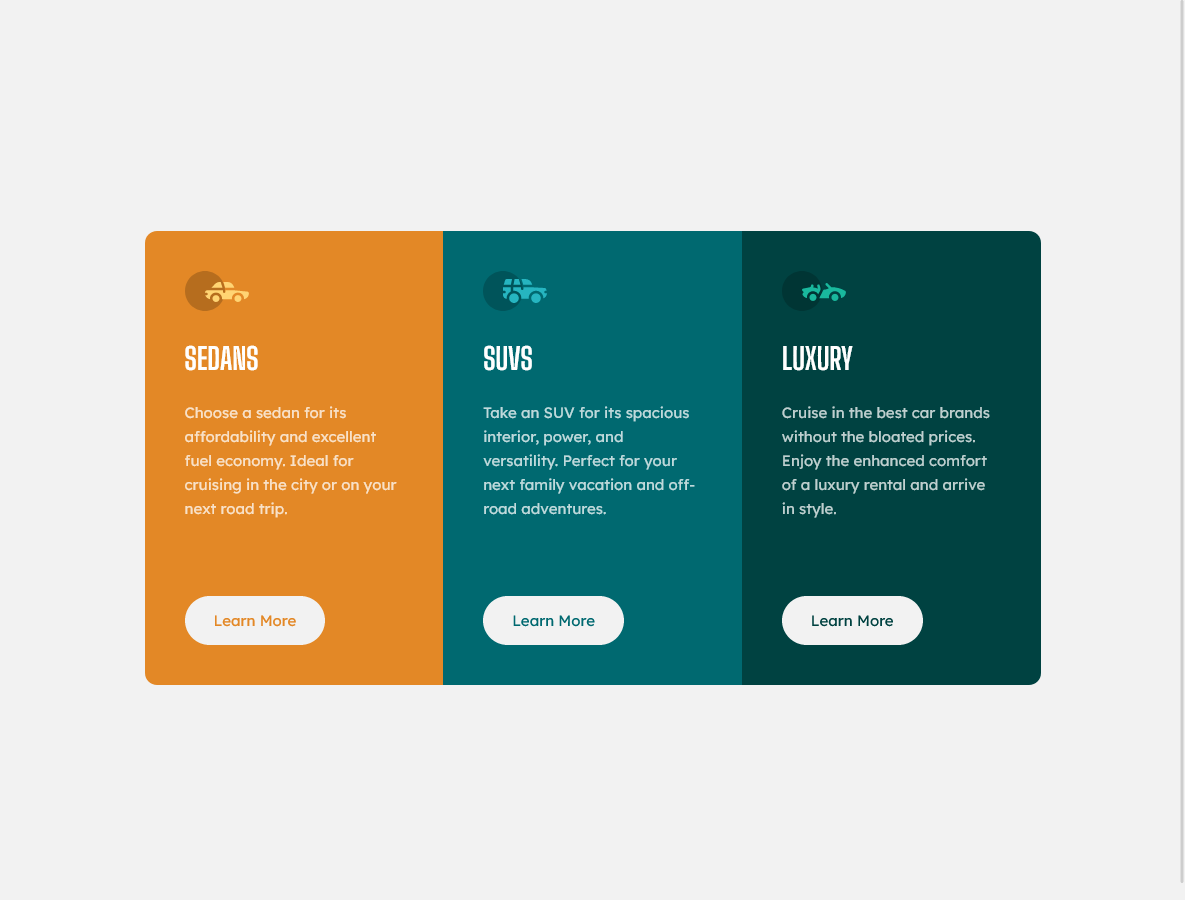 SEDANS
Choose a sedan for its
affordability and excellent
fuel economy. Ideal for
cruising in the city or on your
next road trip.
Learn More
SUVS
Take an SUV for its spacious
interior, power, and
versatility. Perfect for your
next family vacation and off-
road adventures.
Learn More
LUXURY
Cruise in the best car brands
without the bloated prices.
Enjoy the enhanced comfort
of a luxury rental and arrive
in style.
Learn More